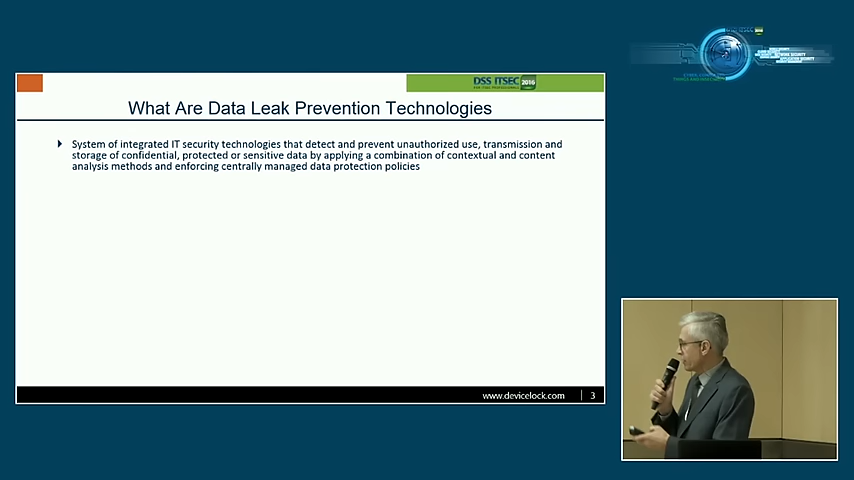 DSS ITSEC 2016
What Are Data Leak Prevention Technologies
System of integrated IT security technologies that detect and prevent unauthorized use, transmission and
storage of confidential, protected or sensitive data by applying a combination of contextual and content
analysis methods and enforcing centrally managed data protection policies
www.devicelock.com 3